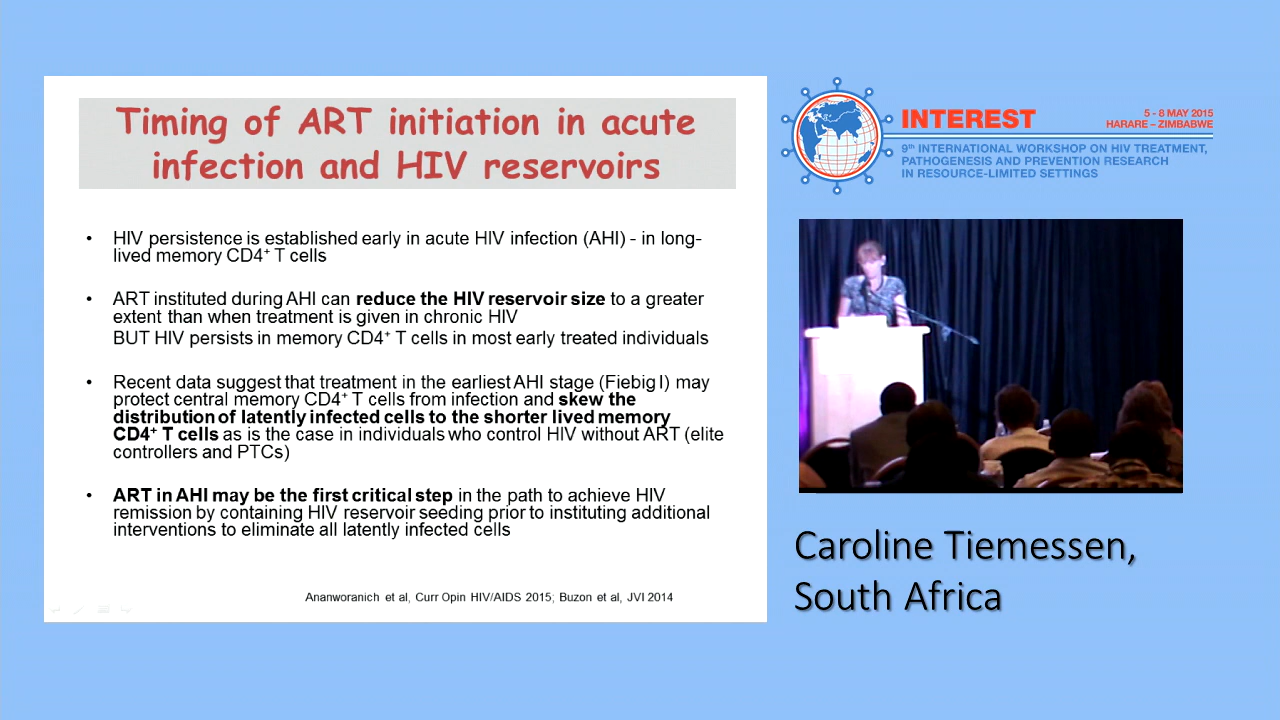 Timing of ART initiation in acute
infection and HIV reservoirs
• HIV persistence is established early in acute HIV infection (AHI) - in long-
lived memory CD4⁺ T cells
• ART instituted during AHI can reduce the HIV reservoir size to a greater
extent than when treatment is given in chronic HIV
BUT HIV persists in memory CD4⁺ T cells in most early treated individuals
• Recent data suggest that treatment in the earliest AHI stage (Fiebig I) may
protect central memory CD4⁺ T cells from infection and skew the
distribution of latently infected cells to the shorter lived memory
CD4⁺ T cells as is the case in individuals who control HIV without ART (elite
controllers and PTCs)
• ART in AHI may be the first critical step in the path to achieve HIV
remission by containing HIV reservoir seeding prior to instituting additional
interventions to eliminate all latently infected cells
Ananworanich et al, Curr Opin HIV/AIDS 2015; Buzon et al, JVI 2014
INTEREST
5 - 8 MAY 2015
HARARE – ZIMBABWE
9th INTERNATIONAL WORKSHOP ON HIV TREATMENT,
PATHOGENESIS AND PREVENTION RESEARCH
IN RESOURCE-LIMITED SETTINGS
Caroline Tiemessen,
South Africa